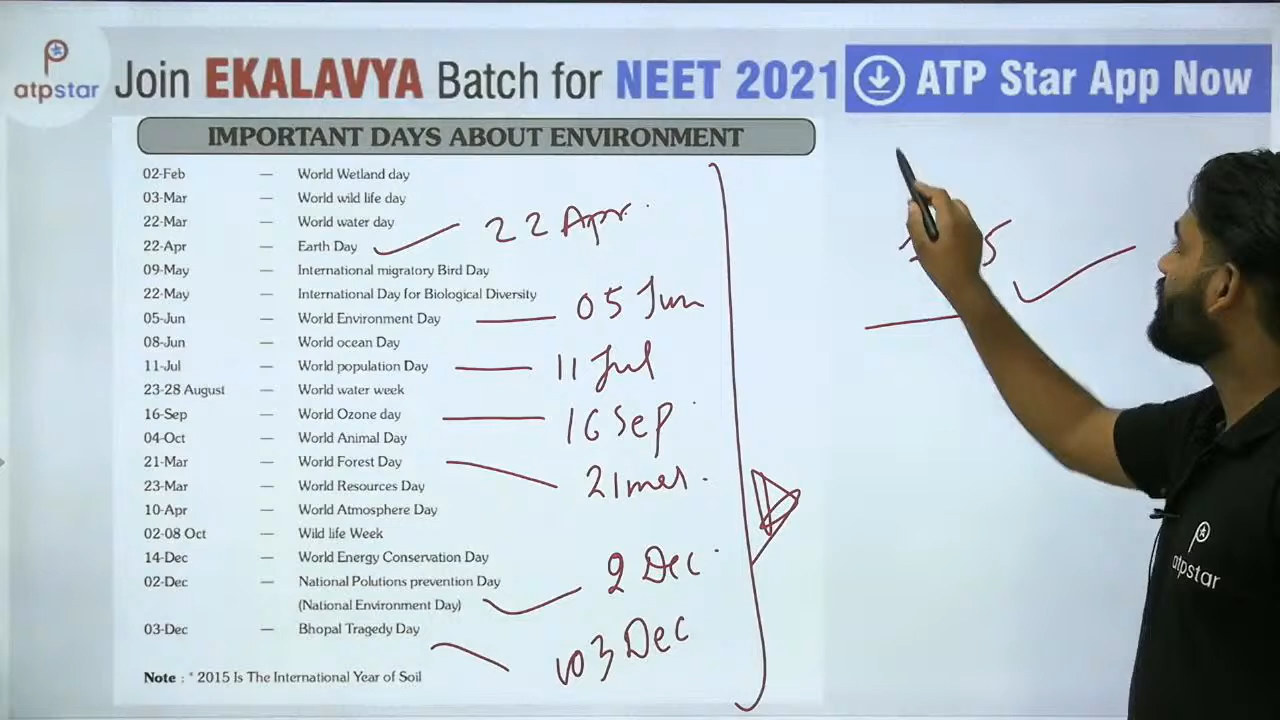 atpstar
Join EKALAVYA Batch for NEET 2021
ATP Star App Now
IMPORTANT DAYS ABOUT ENVIRONMENT
02-Feb — World Wetland day
03-Mar — World wild life day
22-Mar — World water day
22-Apr — Earth Day 22 Apr.
09-May — International migratory Bird Day
22-May — International Day for Biological Diversity
05-Jun — World Environment Day 05 Jun
08-Jun — World ocean Day
11-Jul — World population Day 11 Jul
23-28 August — World water week
16-Sep — World Ozone day 16 Sep
04-Oct — World Animal Day
21-Mar — World Forest Day 21 mar.
23-Mar — World Resources Day
10-Apr — World Atmosphere Day
02-08 Oct — Wild life Week
14-Dec — World Energy Conservation Day
02-Dec — National Polutions prevention Day 2 Dec.
(National Environment Day)
03-Dec — Bhopal Tragedy Day 03 Dec
Note : * 2015 Is The International Year of Soil
5
atpstar